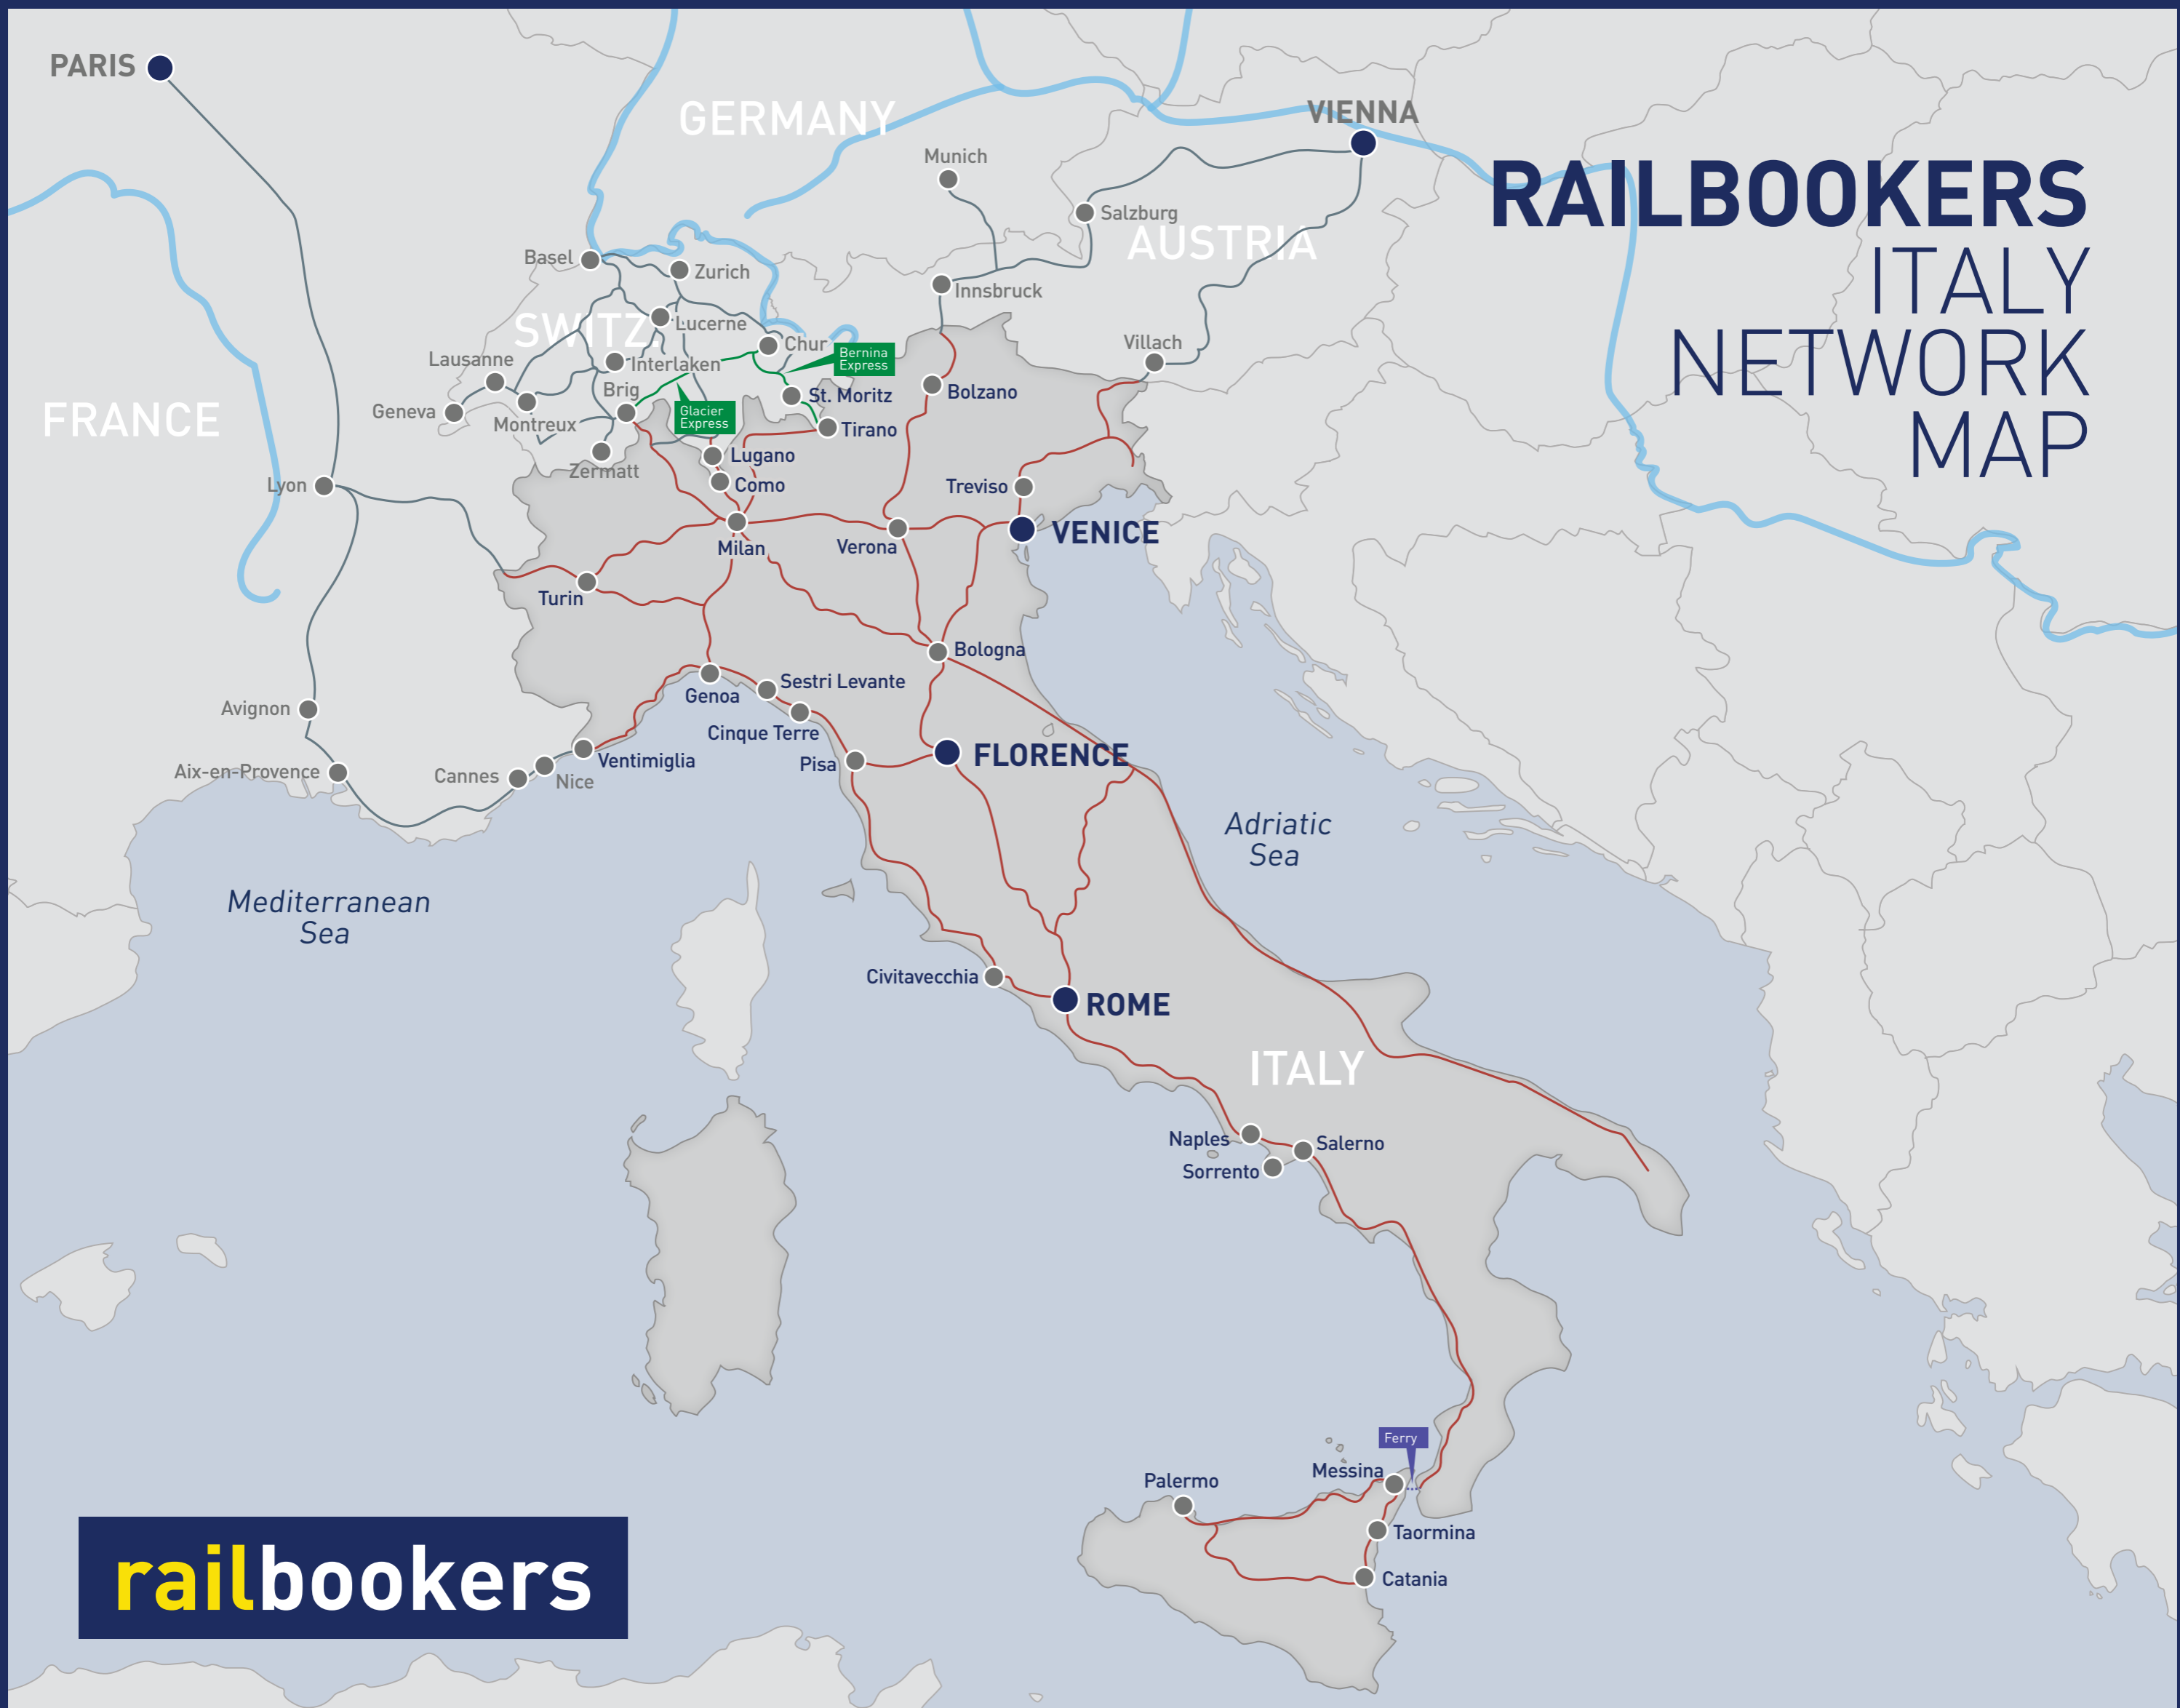 PARIS
GERMANY
VIENNA
Munich
RAILBOOKERS
ITALY
NETWORK
MAP
Salzburg
AUSTRIA
Basel
Zurich
Innsbruck
SWITZ.
Lucerne
Chur
Bernina
Express
Villach
Lausanne
Interlaken
Brig
St. Moritz
Bolzano
Geneva
Montreux
Glacier
Express
FRANCE
Tirano
Zermatt
Lugano
Como
Lyon
Treviso
Milan
Verona
VENICE
Turin
Bologna
Genoa
Sestri Levante
Avignon
Cinque Terre
Ventimiglia
Pisa
FLORENCE
Aix-en-Provence
Cannes
Nice
Adriatic
Sea
Mediterranean
Sea
Civitavecchia
ROME
ITALY
Naples
Salerno
Sorrento
Ferry
Messina
Palermo
Taormina
Catania
railbookers